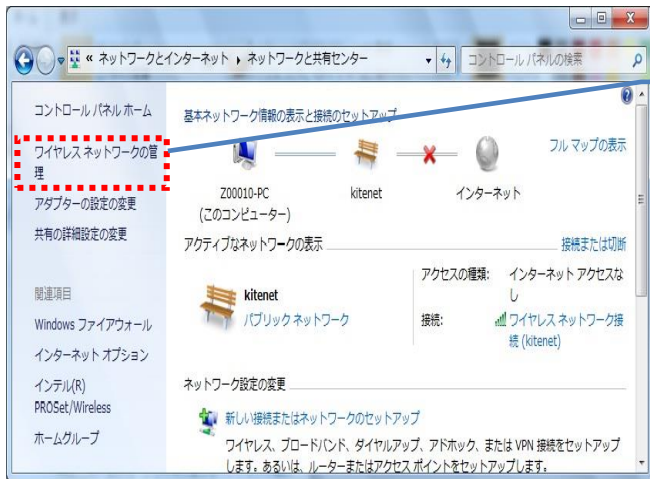 « ネットワークとインターネット ▸ ネットワークと共有センター
コントロール パネルの検索
コントロール パネル ホーム
ワイヤレス ネットワークの管
理
アダプターの設定の変更
共有の詳細設定の変更
関連項目
Windows ファイアウォール
インターネット オプション
インテル(R)
PROSet/Wireless
ホームグループ
基本ネットワーク情報の表示と接続のセットアップ
フル マップの表示
Z00010-PC
(このコンピューター)
kitenet
インターネット
アクティブなネットワークの表示
接続または切断
kitenet
パブリック ネットワーク
アクセスの種類: インターネット アクセスな
し
接続: ワイヤレス ネットワーク接
続 (kitenet)
ネットワーク設定の変更
新しい接続またはネットワークのセットアップ
ワイヤレス、ブロードバンド、ダイヤルアップ、アドホック、または VPN 接続をセットアップ
します。あるいは、ルーターまたはアクセス ポイントをセットアップします。